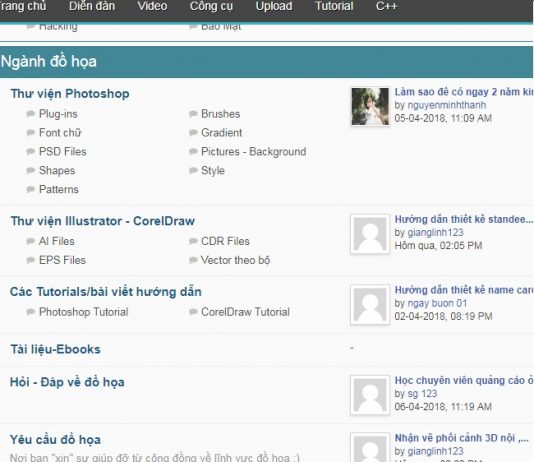 Trang chủ Diễn đàn Video Công cụ Upload Tutorial C++
Hacking Bảo Mật
Ngành đồ họa
Thư viện Photoshop
Plug-ins Brushes
Font chữ Gradient
PSD Files Pictures - Background
Shapes Style
Patterns
Làm sao để có ngay 2 năm
by nguyenminhthanh
05-04-2018, 11:09 AM
Thư viện Illustrator - CorelDraw
AI Files CDR Files
EPS Files Vector theo bộ
Hướng dẫn thiết kê standee...
by gianglinh123
Hôm qua, 02:05 PM
Các Tutorials/bài viết hướng dẫn
Photoshop Tutorial CorelDraw Tutorial
Hướng dẫn thiết kê name
by ngay buon 01
02-04-2018, 08:19 PM
Tài liệu-Ebooks -
Hỏi - Đáp về đồ họa
Học chuyên viên quảng cáo ở
by sg 123
06-04-2018, 11:19 AM
Yêu cầu đồ họa
Nơi bạn "xin" sự giúp đỡ từ cộng đồng về lĩnh vực đồ họa :)
Nhận vẽ phối cảnh 3D nội ,...
by gianglinh123